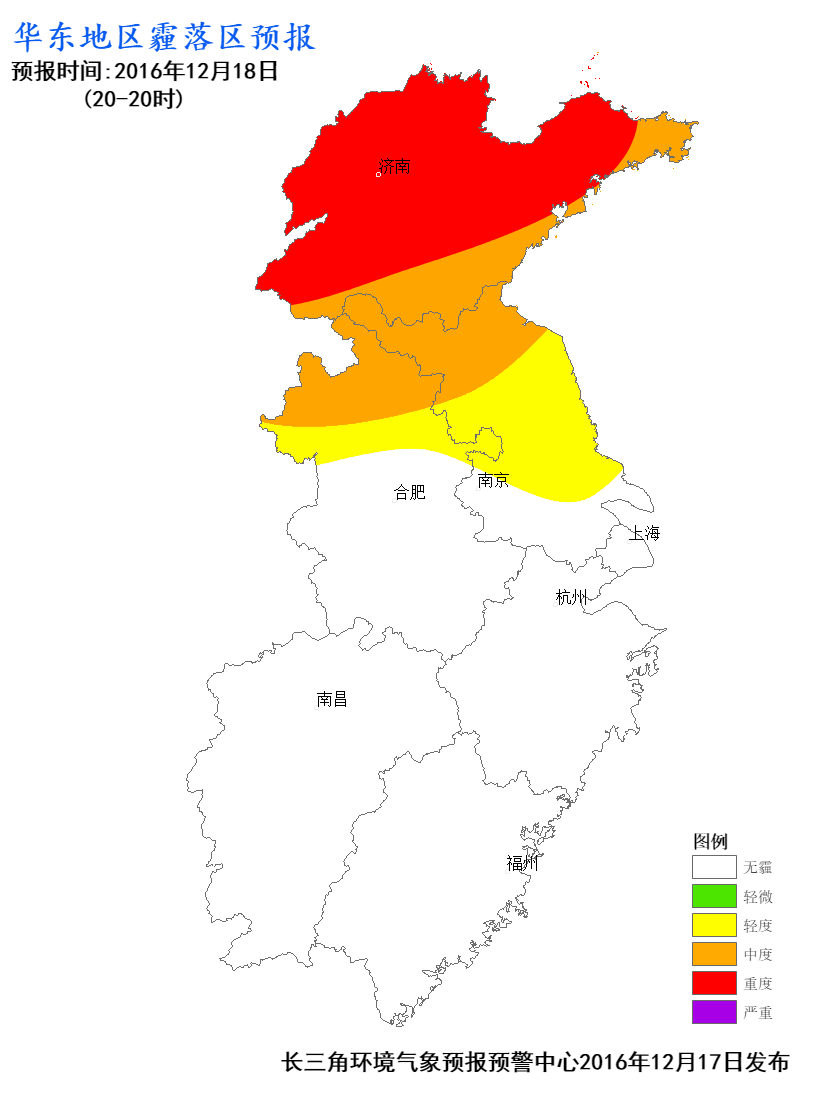 华东地区霾落区预报
预报时间:2016年12月18日
(20-20时)
济南
合肥
南京
上海
杭州
南昌
福州
图例
无霾
轻微
轻度
中度
重度
严重
长三角环境气象预报预警中心2016年12月17日发布